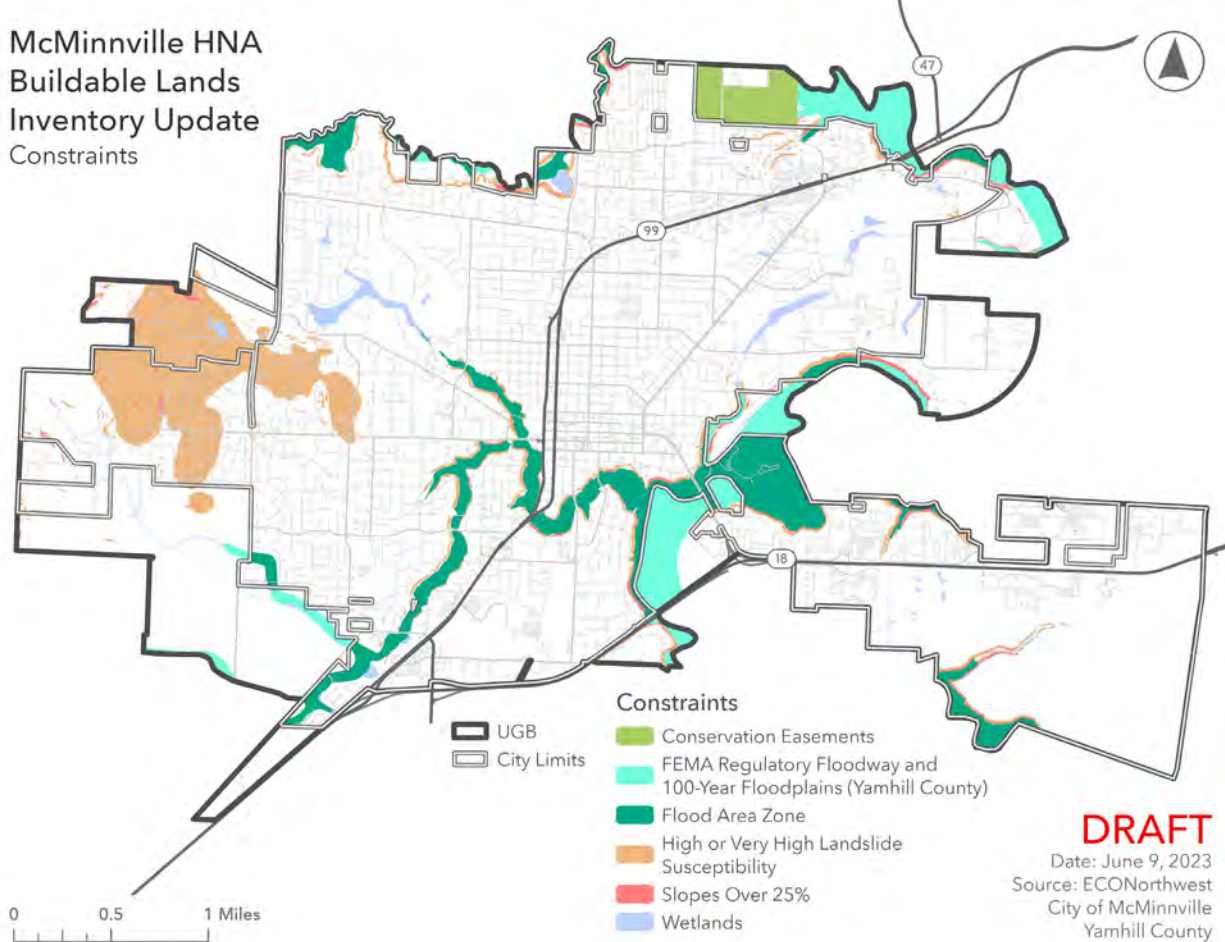 McMinnville HNA
Buildable Lands
Inventory Update
Constraints
47
99
18
UGB
City Limits
Constraints
Conservation Easements
FEMA Regulatory Floodway and
100-Year Floodplains (Yamhill County)
Flood Area Zone
High or Very High Landslide
Susceptibility
Slopes Over 25%
Wetlands
DRAFT
Date: June 9, 2023
Source: ECONorthwest
City of McMinnville
Yamhill County
0 0.5 1 Miles